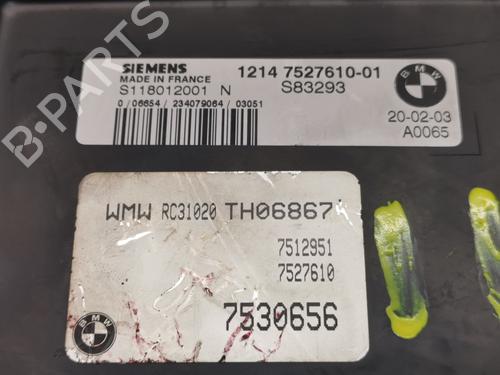 B-PARTS
SIEMENS
MADE IN FRANCE
S118012001 N
0 / 06654 / 234079064 / 03051
1214 7527610-01
S83293
BMW
20-02-03
A0065
WMW RC31020 TH06867
7512951
7527610
7530656
BMW